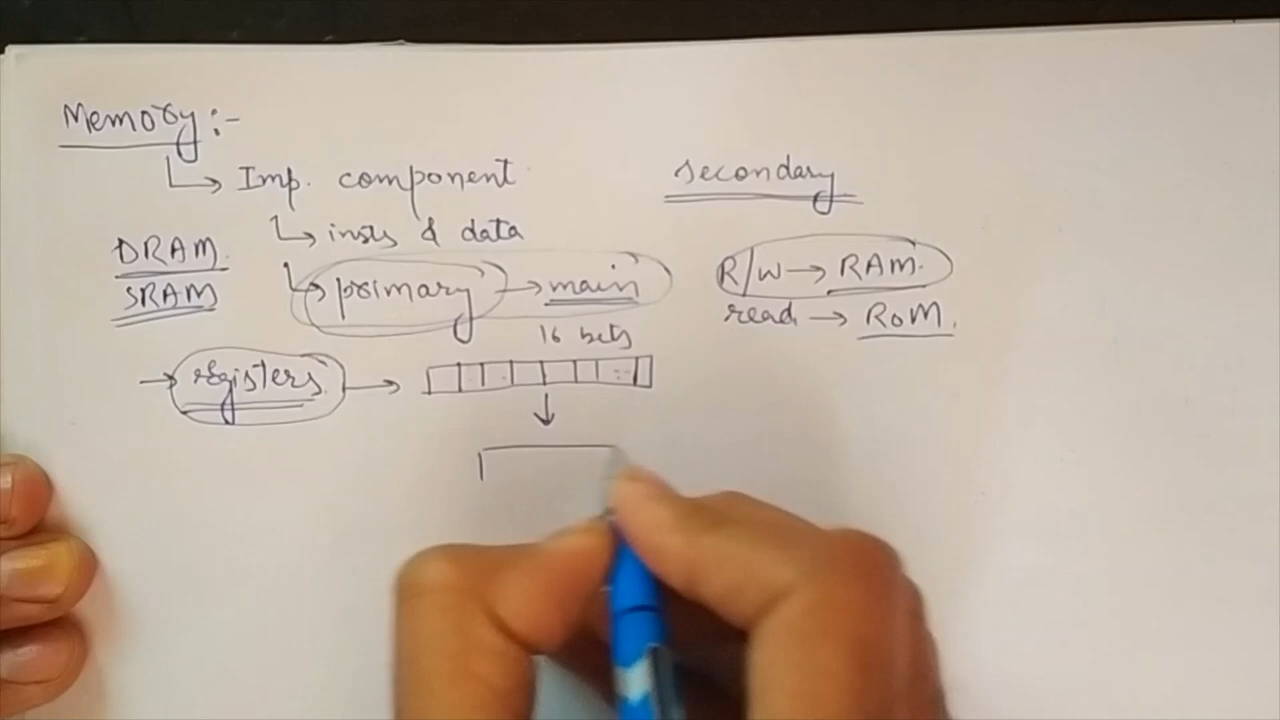 Memory :-
↳ Imp. component
secondary
↳ insts & data
DRAM.
SRAM
↳ primary → main
R/W → RAM.
read → ROM.
16 bits
→ registers →